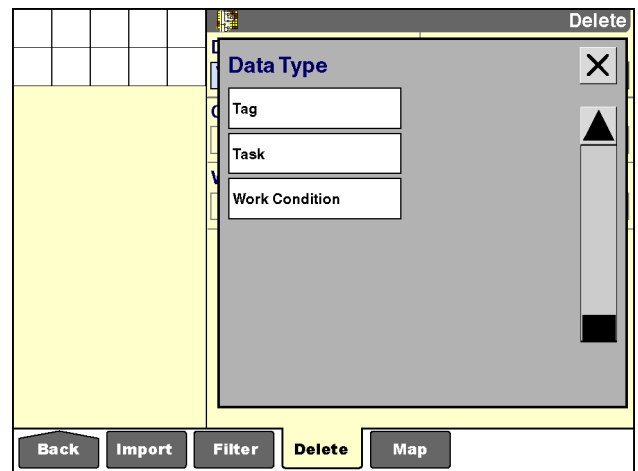 Delete
Data Type
Tag
Task
Work Condition
Back
Import
Filter
Delete
Map